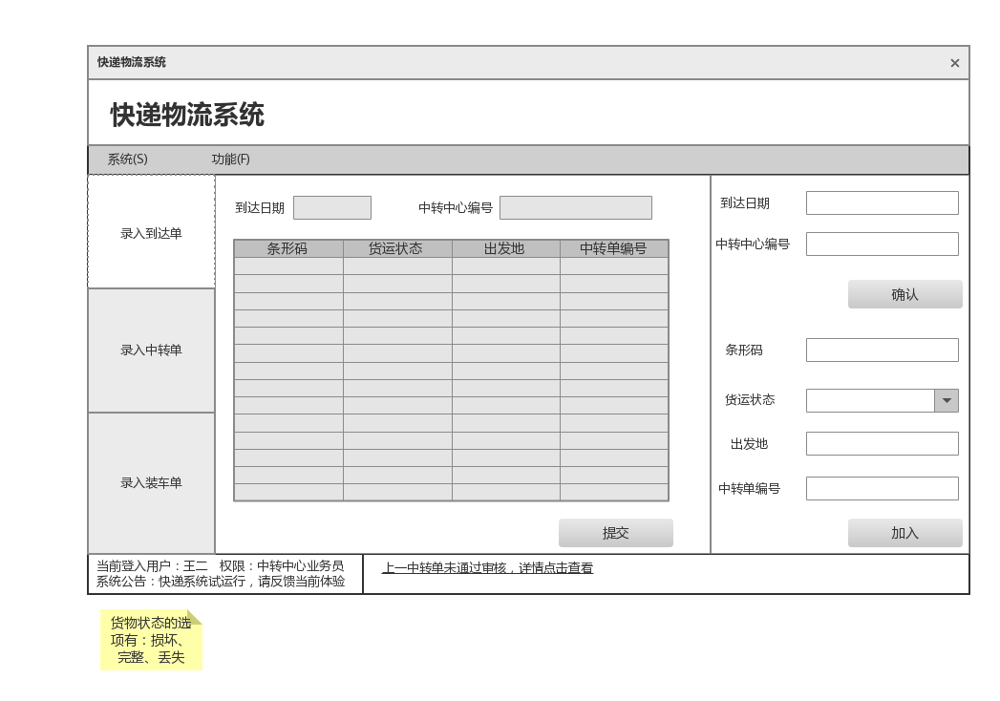 快递物流系统
快递物流系统
系统(S) 功能(F)
录入到达单
录入中转单
录入装车单
到达日期 中转中心编号
条形码 货运状态 出发地 中转单编号
提交
到达日期
中转中心编号
确认
条形码
货运状态
出发地
中转单编号
加入
当前登入用户：王二 权限：中转中心业务员
系统公告：快递系统试运行，请反馈当前体验
上一中转单未通过审核，详情点击查看
货物状态的选
项有：损坏、
完整、丢失